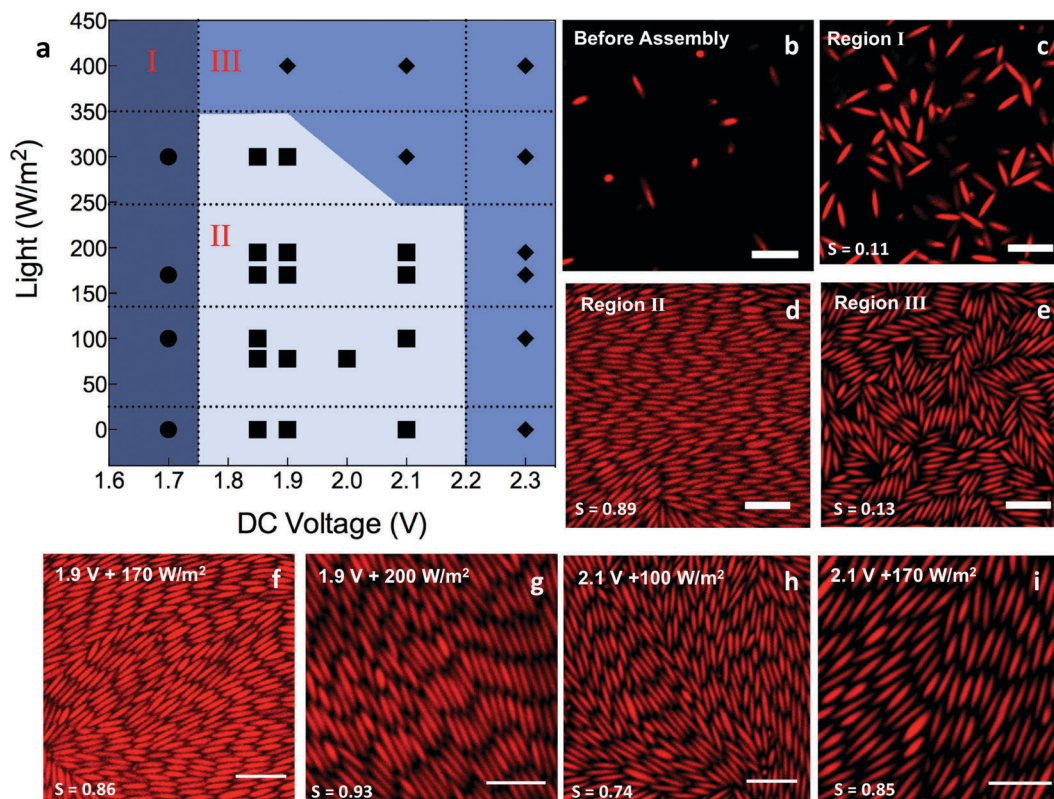 a
450
400
350
300
250
200
150
100
50
0
Light (W/m²)
I
III
II
1.6 1.7 1.8 1.9 2.0 2.1 2.2 2.3
DC Voltage (V)
Before Assembly b
Region I c
S = 0.11
Region II d
S = 0.89
Region III e
S = 0.13
1.9 V + 170 W/m² f
S = 0.86
1.9 V + 200 W/m² g
S = 0.93
2.1 V +100 W/m² h
S = 0.74
2.1 V +170 W/m² i
S = 0.85